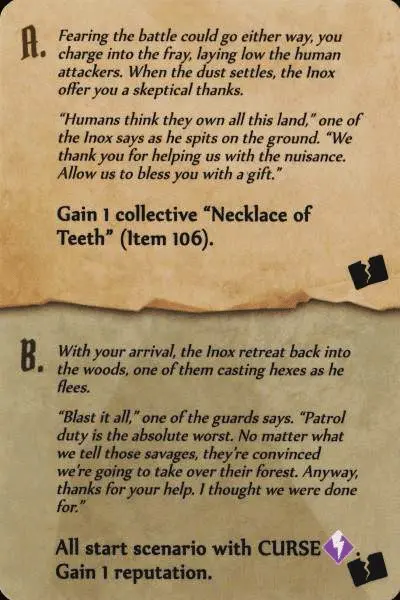 A. Fearing the battle could go either way, you
charge into the fray, laying low the human
attackers. When the dust settles, the Inox
offer you a skeptical thanks.
“Humans think they own all this land,” one of
the Inox says as he spits on the ground. “We
thank you for helping us with the nuisance.
Allow us to bless you with a gift.”
Gain 1 collective “Necklace of
Teeth” (Item 106).
B. With your arrival, the Inox retreat back into
the woods, one of them casting hexes as he
flees.
“Blast it all,” one of the guards says. “Patrol
duty is the absolute worst. No matter what
we tell those savages, they’re convinced
we’re going to take over their forest. Anyway,
thanks for your help. I thought we were done
for.”
All start scenario with CURSE
Gain 1 reputation.